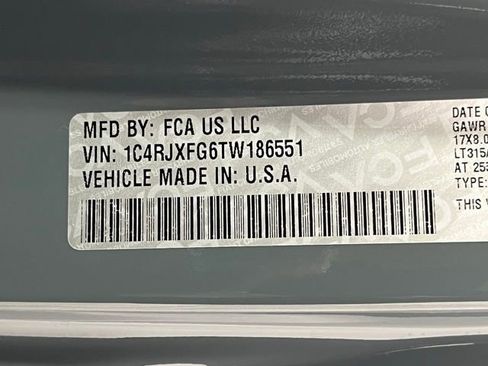 MFD BY: FCA US LLC
VIN: 1C4RJXFG6TW186551
VEHICLE MADE IN: U.S.A.
DATE O
GAWR
17X8.0
LT315/
AT 25
TYPE:
THIS V